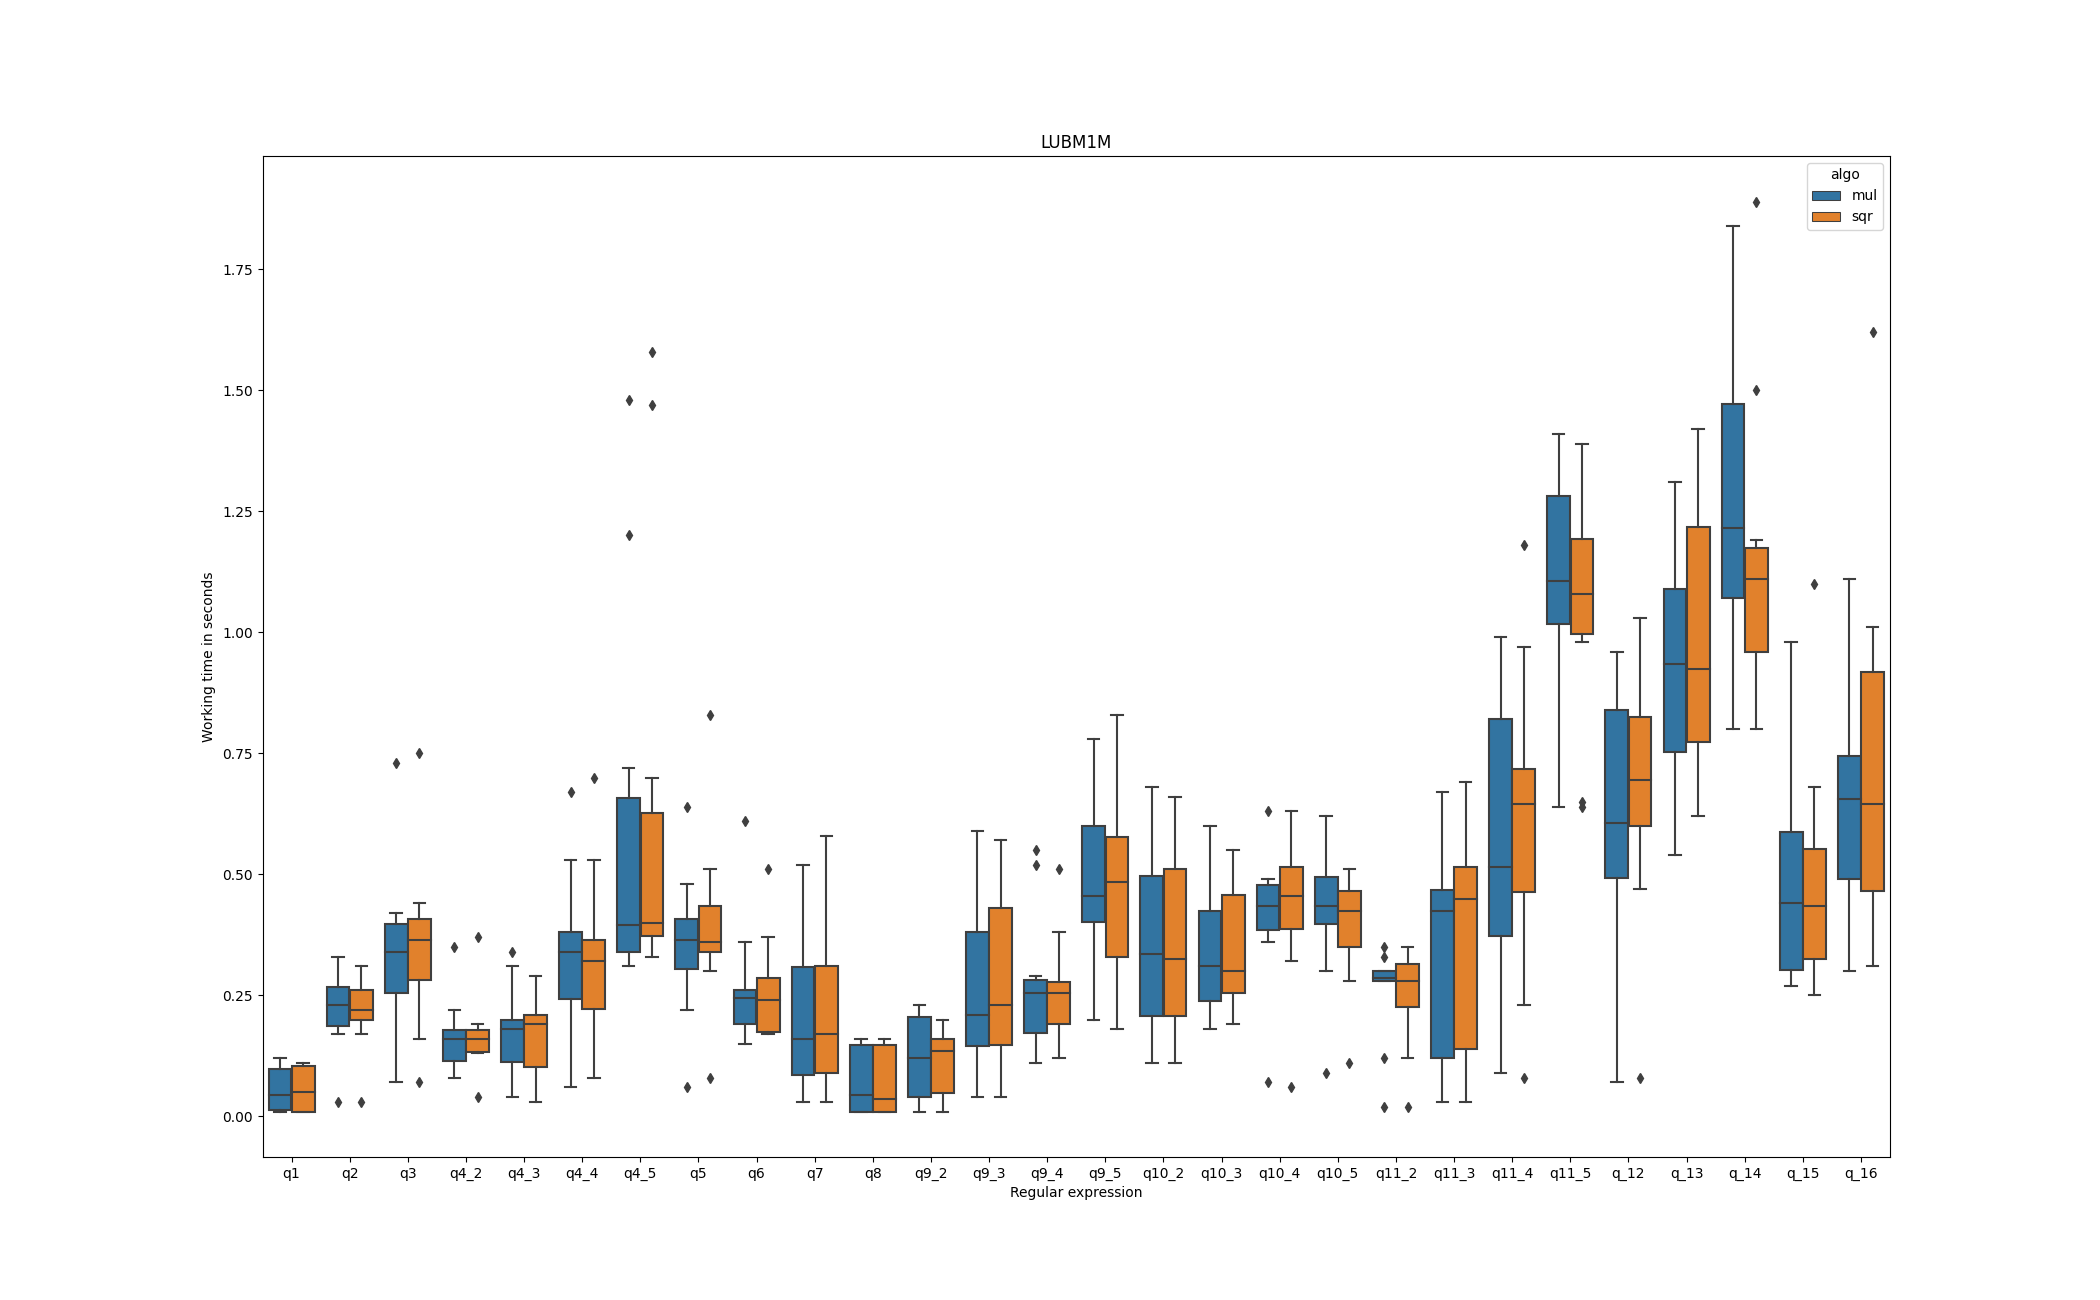 LUBM1M
algo
mul
sqr
1.75
1.50
1.25
1.00
0.75
0.50
0.25
0.00
Working time in seconds
q1 q2 q3 q4_2 q4_3 q4_4 q4_5 q5 q6 q7 q8 q9_2 q9_3 q9_4 q9_5 q10_2 q10_3 q10_4 q10_5 q11_2 q11_3 q11_4 q11_5 q_12 q_13 q_14 q_15 q_16
Regular expression